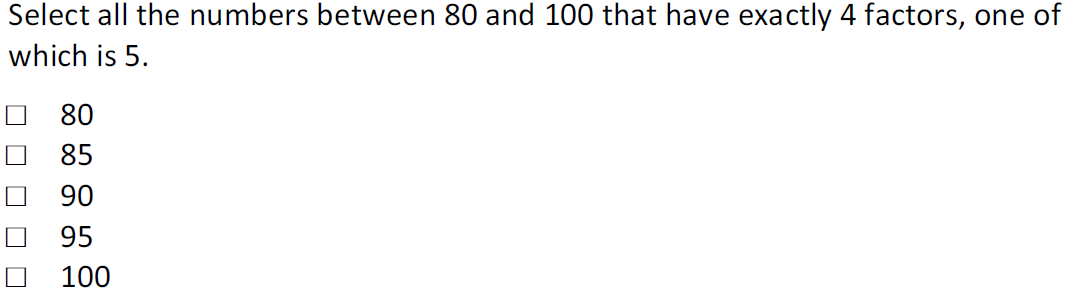 Select all the numbers between 80 and 100 that have exactly 4 factors, one of
which is 5.
80
85
90
95
100